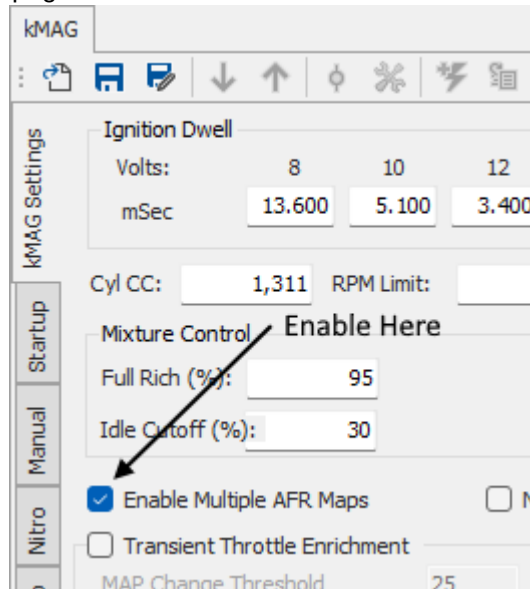 kMAG
kMAG Settings
Startup
Manual
Nitro
Ignition Dwell
Volts: 8 10 12
mSec 13.600 5.100 3.400
Cyl CC: 1,311 RPM Limit:
Mixture Control
Enable Here
Full Rich (%): 95
Idle Cutoff (%): 30
Enable Multiple AFR Maps
Transient Throttle Enrichment
MAP Change Threshold 25